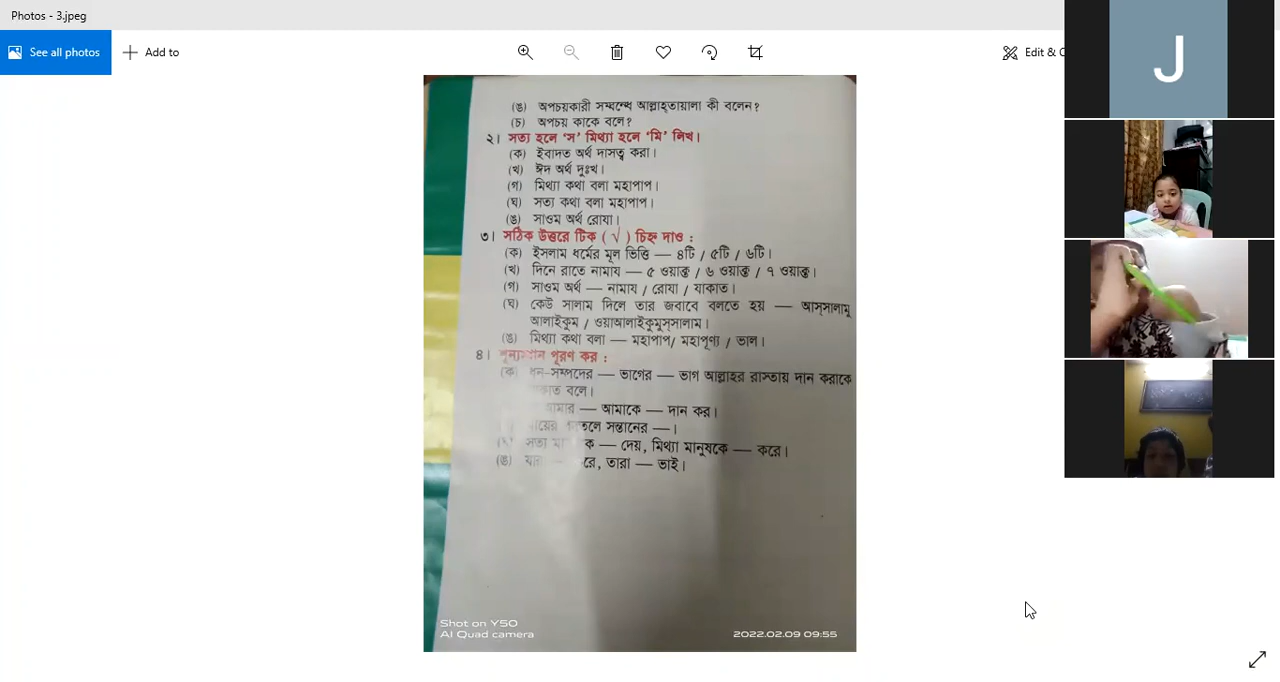 Photos - 3.jpeg
See all photos
Add to
Edit & C
J
(ঙ) অপচয়কারী সম্বন্ধে আল্লাহ্‌তায়ালা কী বলেন?
(চ) অপচয় কাকে বলে?
২। সত্য হলে ‘স’ মিথ্যা হলে ‘মি’ লিখ।
(ক) ইবাদত অর্থ দাসত্ব করা।
(খ) ঈদ অর্থ দুঃখ।
(গ) মিথ্যা কথা বলা মহাপাপ।
(ঘ) সত্য কথা বলা মহাপাপ।
(ঙ) সাওম অর্থ রোযা।
৩। সঠিক উত্তরে টিক ( √ ) চিহ্ন দাও :
(ক) ইসলাম ধর্মের মূল ভিত্তি — ৪টি / ৫টি / ৬টি।
(খ) দিনে রাতে নামায — ৫ ওয়াক্ত / ৬ ওয়াক্ত / ৭ ওয়াক্ত।
(গ) সাওম অর্থ — নামায / রোযা / যাকাত।
(ঘ) কেউ সালাম দিলে তার জবাবে বলতে হয় — আস্‌সালামু
আলাইকুম / ওয়াআলাইকুমুস্‌সালাম।
(ঙ) মিথ্যা কথা বলা — মহাপাপ/ মহাপূণ্য / ভাল।
৪। শূন্যস্থান পূরণ কর :
(ক) ধন-সম্পদের — ভাগের — ভাগ আল্লাহর রাস্তায় দান করাকে
বলে।
— আমাকে — দান কর।
সন্তানের —।
সত্য — দেয়, মিথ্যা মানুষকে — করে।
(ঙ) তারা — ভাই।
Shot on Y50
AI Quad camera
2022.02.09 09:55